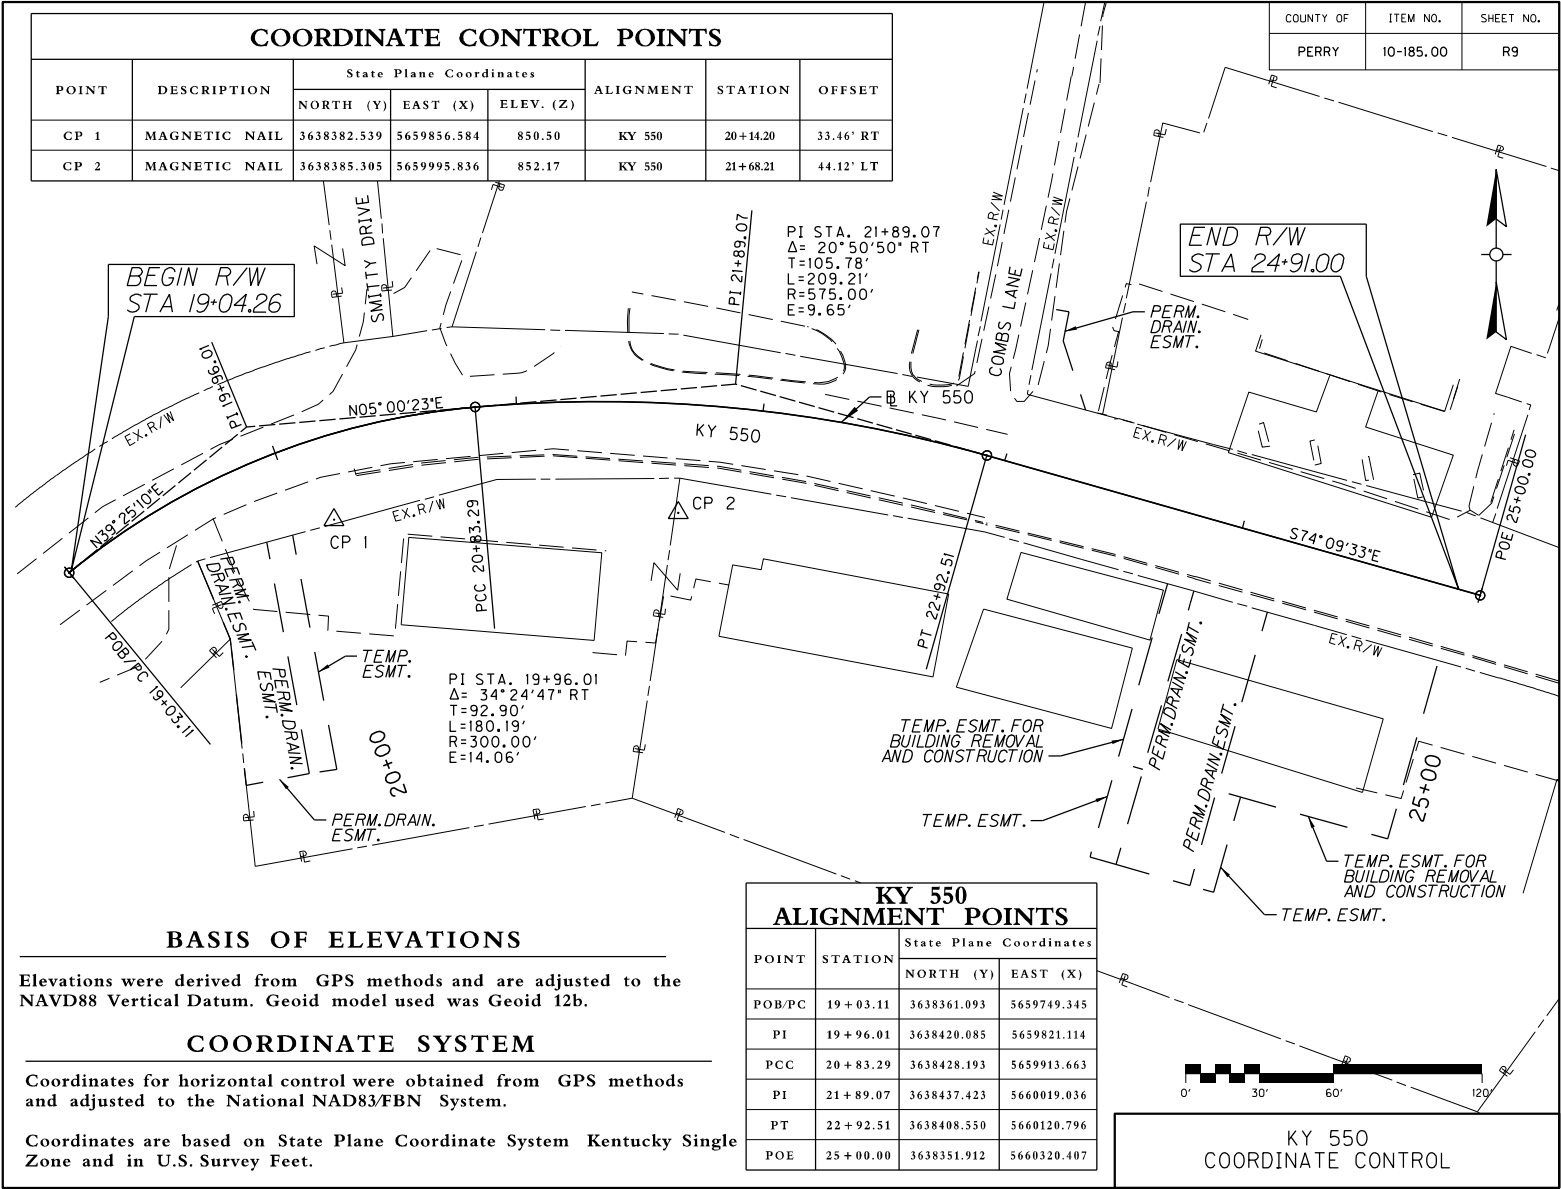 COORDINATE CONTROL POINTS
POINT DESCRIPTION State Plane Coordinates ALIGNMENT STATION OFFSET
NORTH (Y) EAST (X) ELEV. (Z)
CP 1 MAGNETIC NAIL 3638382.539 5659856.584 850.50 KY 550 20+14.20 33.46' RT
CP 2 MAGNETIC NAIL 3638385.305 5659995.836 852.17 KY 550 21+68.21 44.12' LT
COUNTY OF ITEM NO. SHEET NO.
PERRY 10-185.00 R9
BEGIN R/W
STA 19+04.26
SMITTY DRIVE
PI 21+89.07
PI STA. 21+89.07
Δ= 20°50'50" RT
T=105.78'
L=209.21'
R=575.00'
E=9.65'
EX.R/W
EX.R/W
COMBS LANE
END R/W
STA 24+91.00
PERM.
DRAIN.
ESMT.
PI 19+96.01
EX.R/W
N05°00'23"E
N39°25'10"E
KY 550
℄ KY 550
EX.R/W
S74°09'33"E
POE 25+00.00
EX.R/W
CP 1
CP 2
PCC 20+83.29
PT 22+92.51
POB/PC 19+03.11
PERM.
DRAIN.ESMT.
PERM.DRAIN.
ESMT.
TEMP.
ESMT.
PERM.DRAIN.
ESMT.
20+00
PI STA. 19+96.01
Δ= 34°24'47" RT
T=92.90'
L=180.19'
R=300.00'
E=14.06'
EX.R/W
TEMP.ESMT.FOR
BUILDING REMOVAL
AND CONSTRUCTION
TEMP.ESMT.
PERM.DRAIN.ESMT.
PERM.DRAIN.ESMT.
25+00
TEMP.ESMT.FOR
BUILDING REMOVAL
AND CONSTRUCTION
TEMP.ESMT.
BASIS OF ELEVATIONS
Elevations were derived from GPS methods and are adjusted to the
NAVD88 Vertical Datum. Geoid model used was Geoid 12b.
COORDINATE SYSTEM
Coordinates for horizontal control were obtained from GPS methods
and adjusted to the National NAD83/FBN System.
Coordinates are based on State Plane Coordinate System Kentucky Single
Zone and in U.S. Survey Feet.
KY 550
ALIGNMENT POINTS
POINT STATION State Plane Coordinates
NORTH (Y) EAST (X)
POB/PC 19+03.11 3638361.093 5659749.345
PI 19+96.01 3638420.085 5659821.114
PCC 20+83.29 3638428.193 5659913.663
PI 21+89.07 3638437.423 5660019.036
PT 22+92.51 3638408.550 5660120.796
POE 25+00.00 3638351.912 5660320.407
0' 30' 60' 120'
KY 550
COORDINATE CONTROL